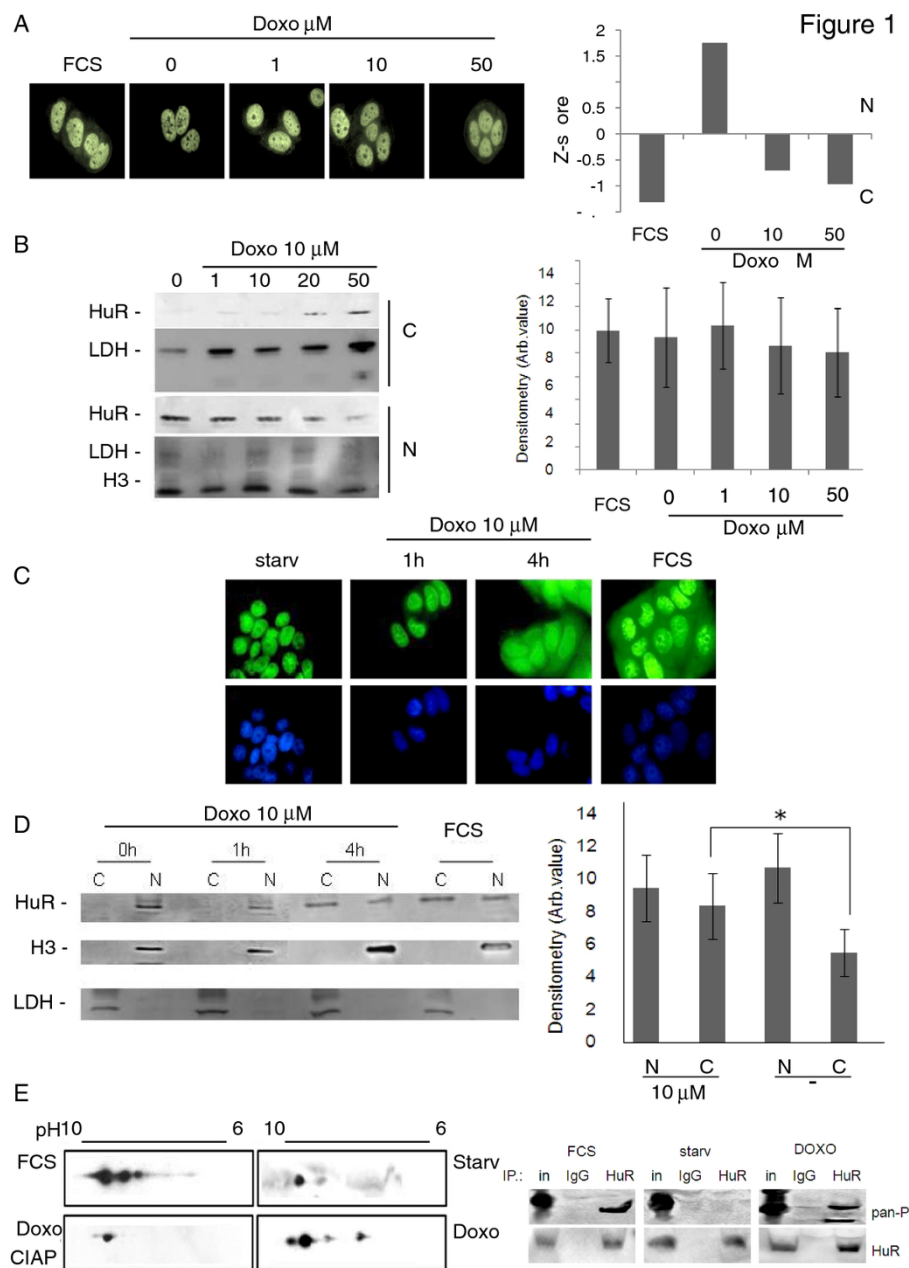 Figure 1
A
Doxo μM
FCS 0 1 10 50
2
1.5
1
0.5
0
-0.5
-1
- .
Z-s ore
N
C
FCS 0 10 50
Doxo M
B
Doxo 10 μM
0 1 10 20 50
HuR -
LDH -
C
HuR -
LDH -
H3 -
N
Densitometry (Arb.value)
14
12
10
8
6
4
2
0
FCS 0 1 10 50
Doxo μM
C
Doxo 10 μM
starv 1h 4h FCS
D
Doxo 10 μM FCS
0h 1h 4h
C N C N C N C N
HuR -
H3 -
LDH -
Densitometry (Arb.value)
14
12
10
8
6
4
2
0
*
N C N C
10 μM -
E
pH 10 6 10 6
FCS Starv
Doxo CIAP Doxo
FCS starv DOXO
IP.: in IgG HuR in IgG HuR in IgG HuR
pan-P
HuR